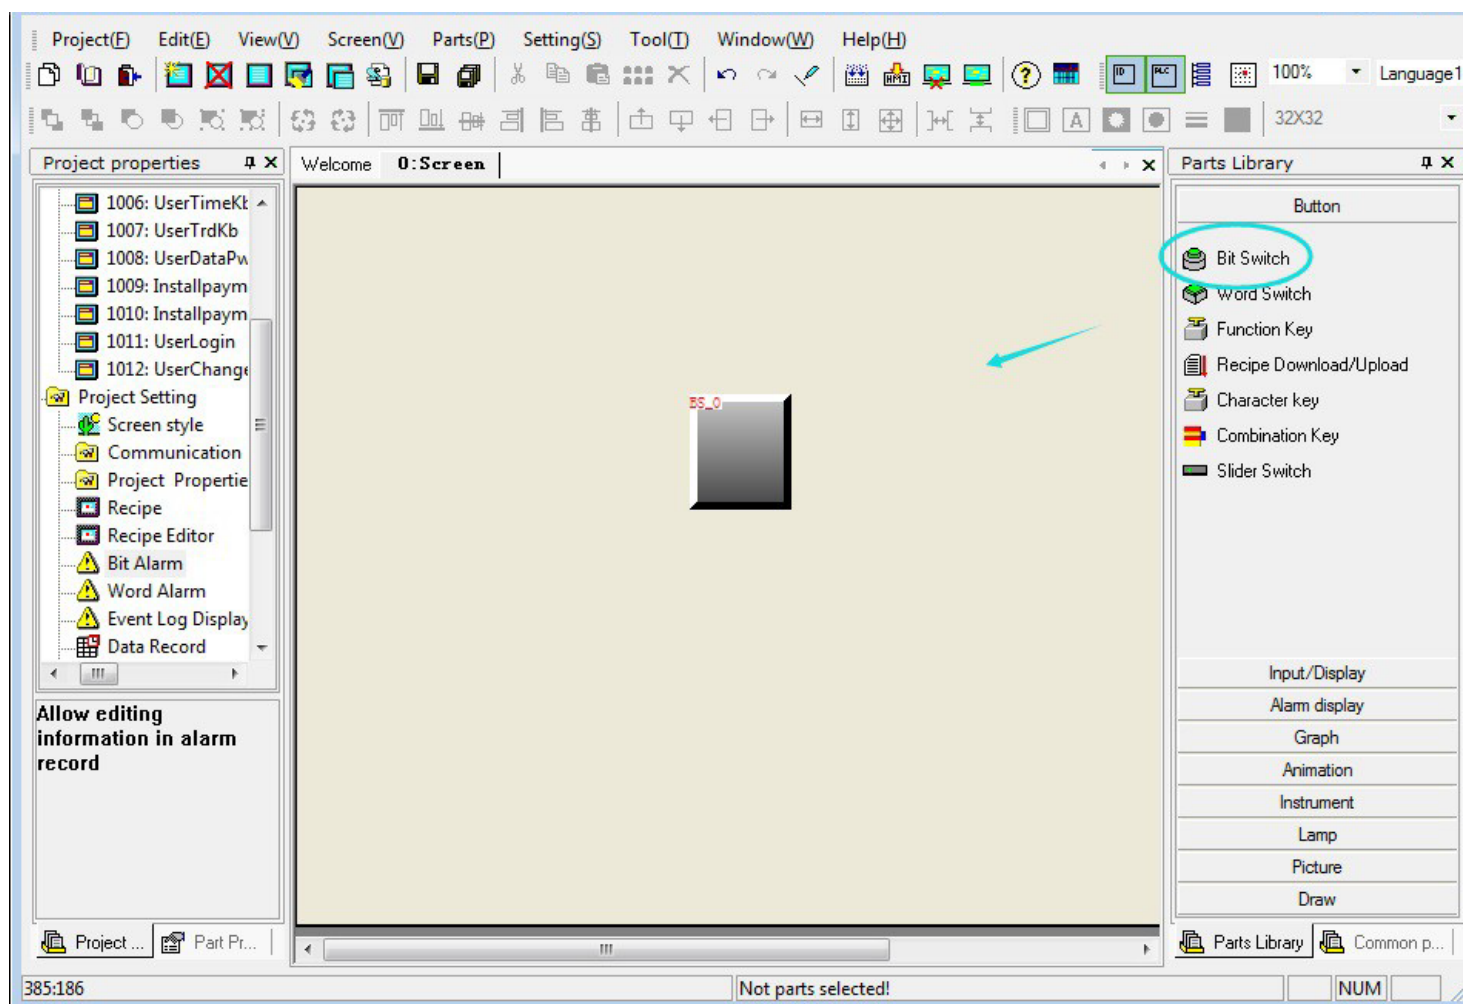 Project(F) Edit(E) View(V) Screen(V) Parts(P) Setting(S) Tool(T) Window(W) Help(H)
ID PLC 100% Language1
HMI
32X32
Project properties
Welcome 0:Screen
Parts Library
1006: UserTimeKb
1007: UserTrdKb
1008: UserDataPw
1009: Installpaym
1010: Installpaym
1011: UserLogin
1012: UserChange
Project Setting
Screen style
Communication
Project Propertie
Recipe
Recipe Editor
Bit Alarm
Word Alarm
Event Log Display
Data Record
Allow editing
information in alarm
record
Project ... Part Pr...
BS_0
Button
Bit Switch
Word Switch
Function Key
Recipe Download/Upload
Character key
Combination Key
Slider Switch
Input/Display
Alarm display
Graph
Animation
Instrument
Lamp
Picture
Draw
Parts Library Common p...
385:186 Not parts selected! NUM